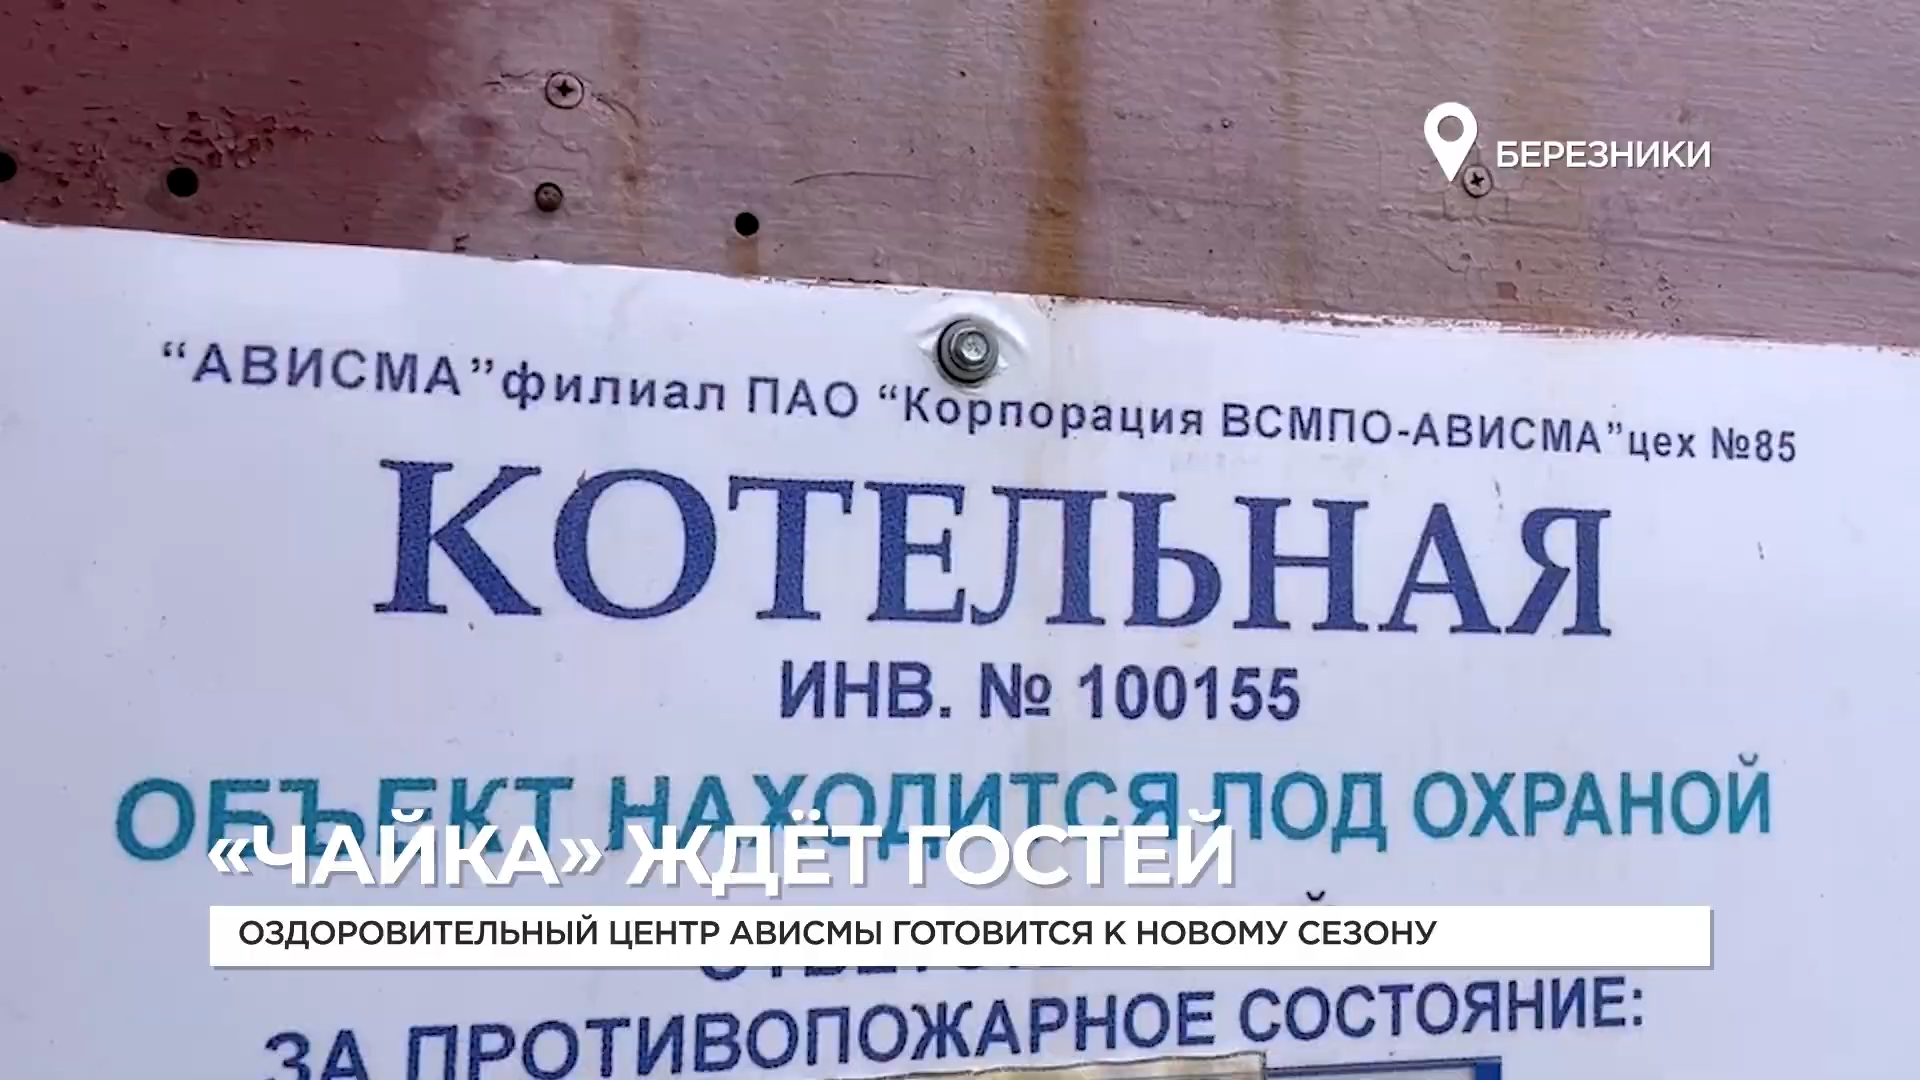 БЕРЕЗНИКИ
“АВИСМА” филиал ПАО “Корпорация ВСМПО-АВИСМА” цех №85
КОТЕЛЬНАЯ
ИНВ. № 100155
ОБЪЕКТ НАХОДИТСЯ ПОД ОХРАНОЙ
«ЧАЙКА» ЖДЁТ ГОСТЕЙ
ОЗДОРОВИТЕЛЬНЫЙ ЦЕНТР АВИСМЫ ГОТОВИТСЯ К НОВОМУ СЕЗОНУ
ЗА ПРОТИВОПОЖАРНОЕ СОСТОЯНИЕ: